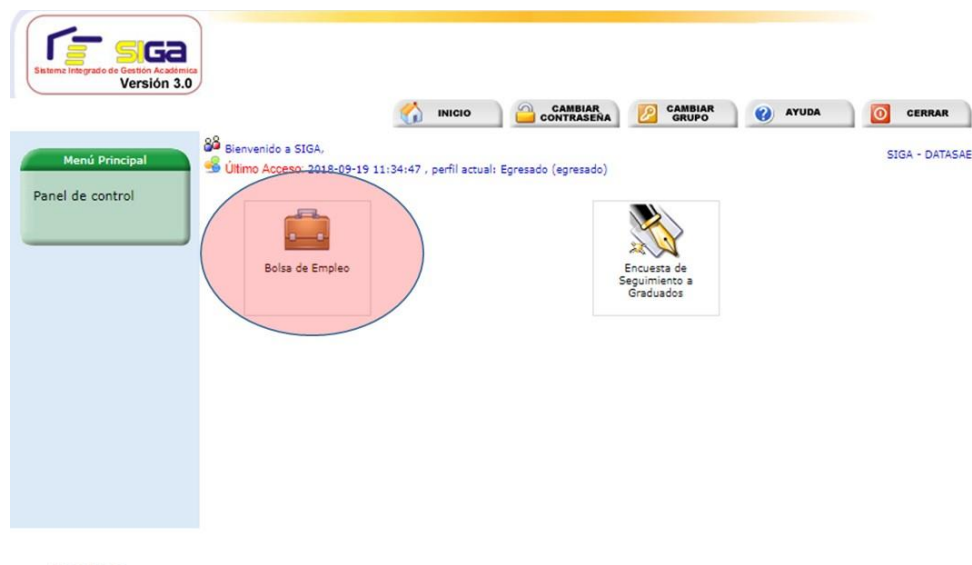 SIGa
Sistema Integrado de Gestión Académica
Versión 3.0
INICIO
CAMBIAR
CONTRASEÑA
CAMBIAR
GRUPO
AYUDA
CERRAR
Menú Principal
Panel de control
Bienvenido a SIGA,
SIGA - DATASAE
Último Acceso: 2018-09-19 11:34:47 , perfil actual: Egresado (egresado)
Bolsa de Empleo
Encuesta de
Seguimiento a
Graduados